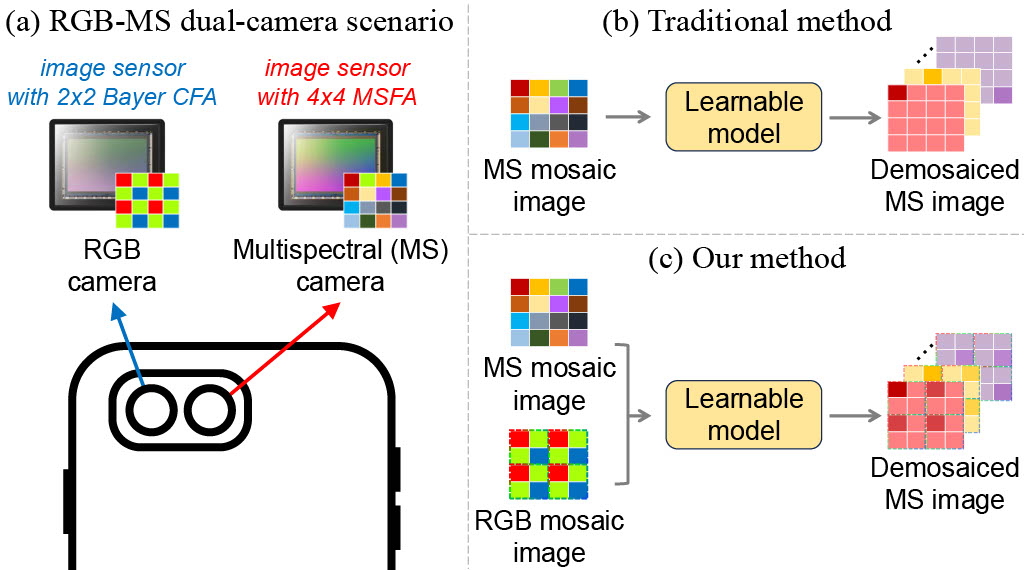 (a) RGB-MS dual-camera scenario
image sensor
with 2x2 Bayer CFA
image sensor
with 4x4 MSFA
RGB
camera
Multispectral (MS)
camera
(b) Traditional method
MS mosaic
image
Learnable
model
Demosaiced
MS image
(c) Our method
MS mosaic
image
RGB mosaic
image
Learnable
model
Demosaiced
MS image